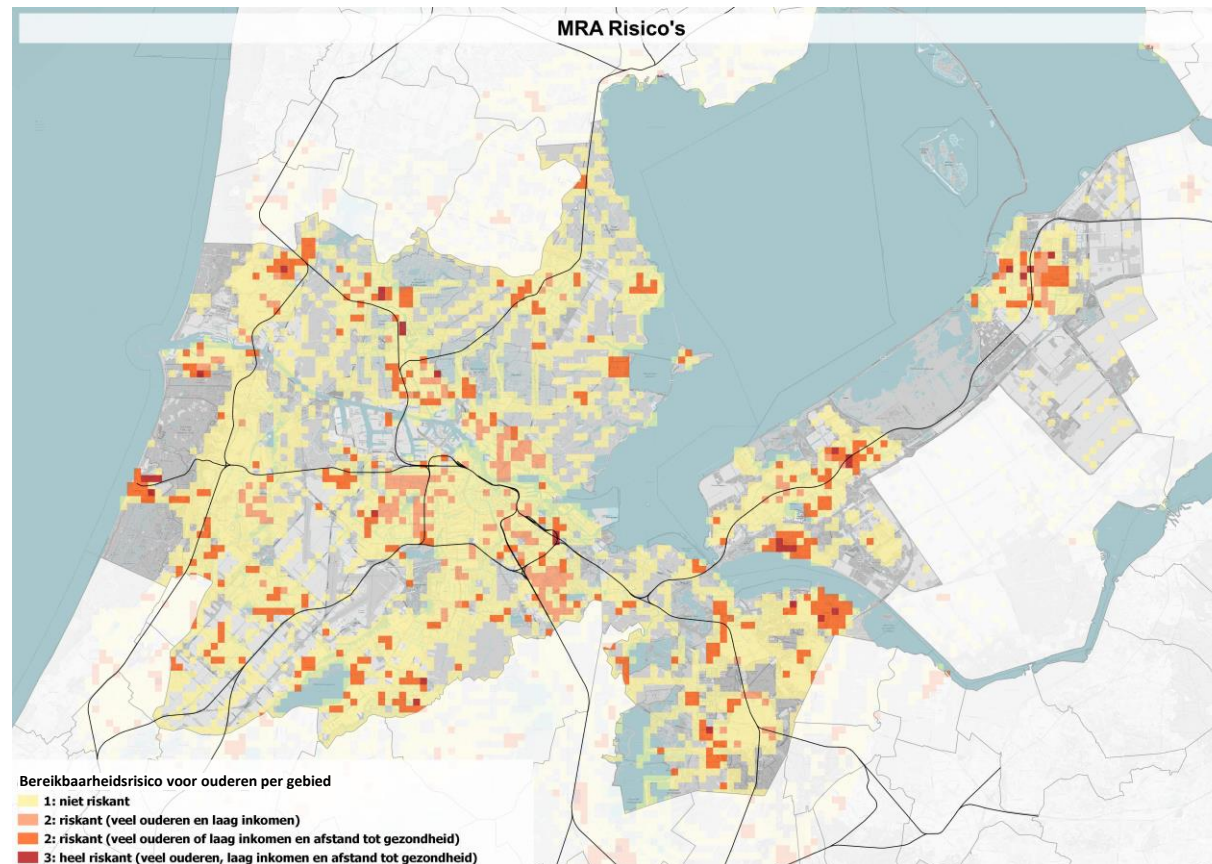 MRA Risico's
Bereikbaarheidsrisico voor ouderen per gebied
1: niet riskant
2: riskant (veel ouderen en laag inkomen)
2: riskant (veel ouderen of laag inkomen en afstand tot gezondheid)
3: heel riskant (veel ouderen, laag inkomen en afstand tot gezondheid)